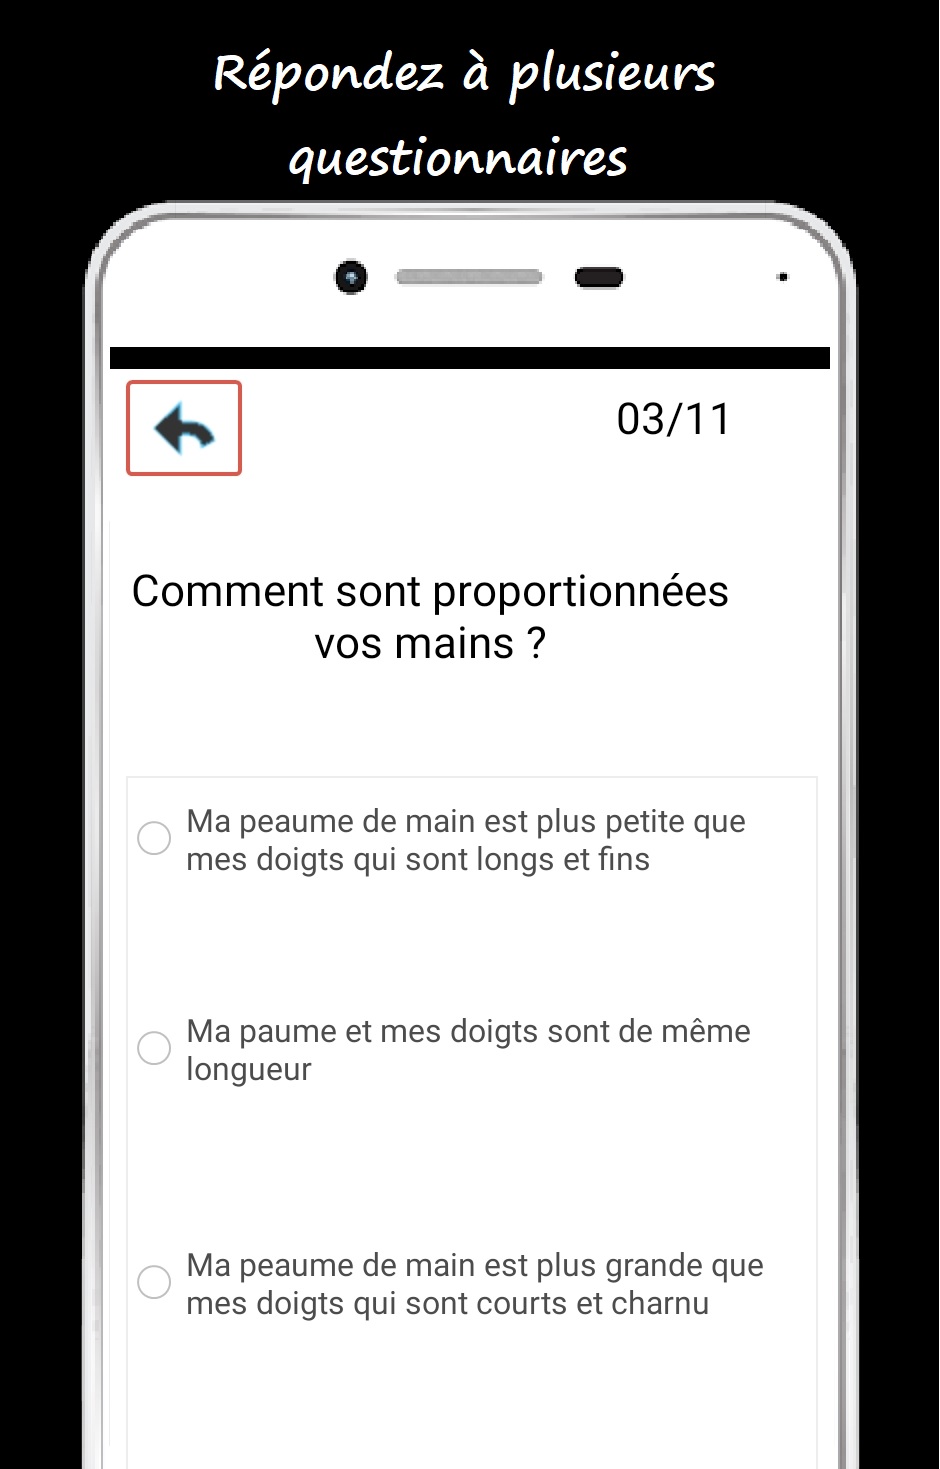 Répondez à plusieurs
questionnaires
03/11
Comment sont proportionnées
vos mains ?
Ma peaume de main est plus petite que
mes doigts qui sont longs et fins
Ma paume et mes doigts sont de même
longueur
Ma peaume de main est plus grande que
mes doigts qui sont courts et charnu